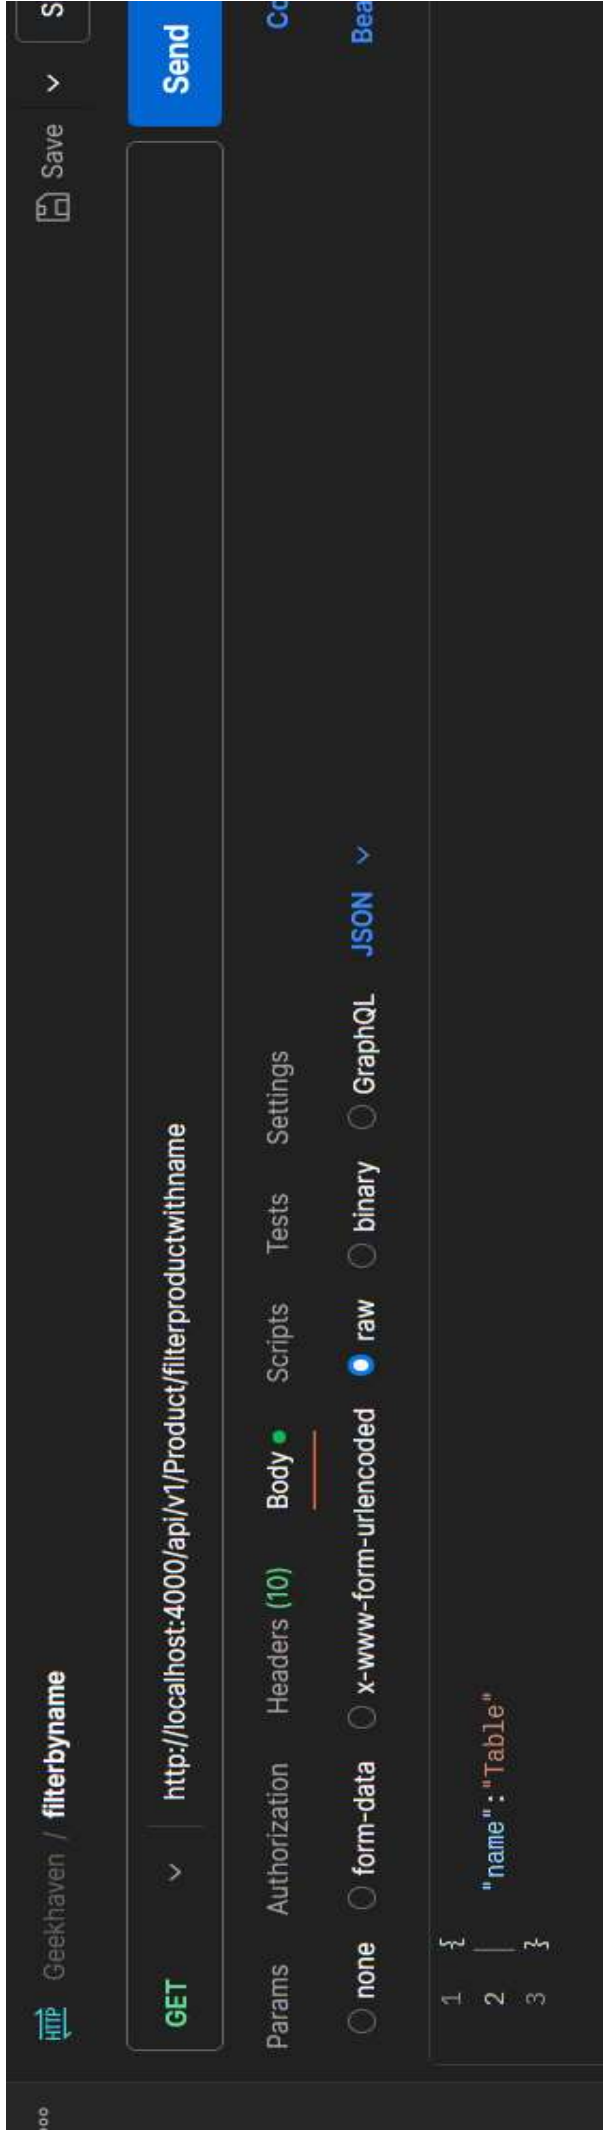 HTTP Geekhaven / filterbyname Save S
GET http://localhost:4000/api/v1/Product/filterproductwithname Send
Params Authorization Headers (10) Body Scripts Tests Settings Co
none form-data x-www-form-urlencoded raw binary GraphQL JSON Bea
1 {
2 "name":"Table"
3 }